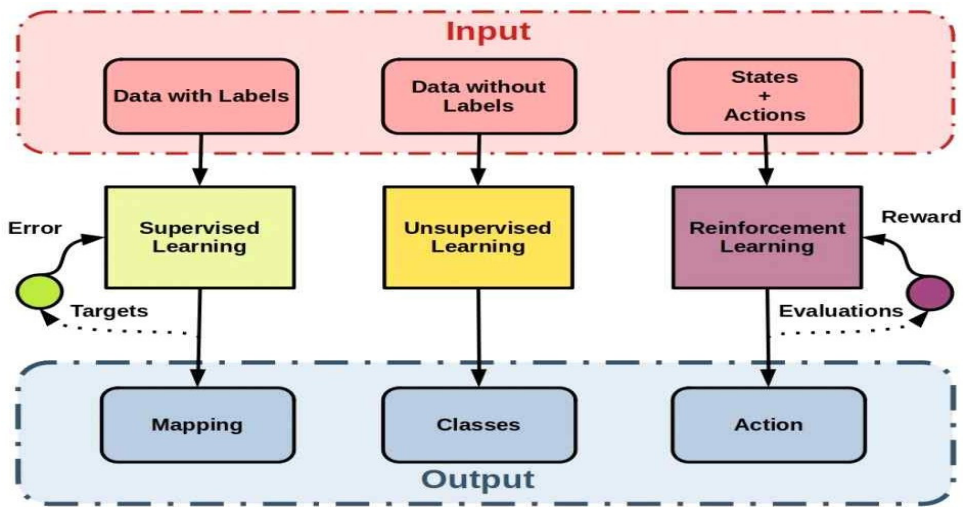 Input
Data with Labels
Data without
Labels
States
+
Actions
Error
Supervised
Learning
Unsupervised
Learning
Reinforcement
Learning
Reward
Targets
Evaluations
Mapping
Classes
Action
Output